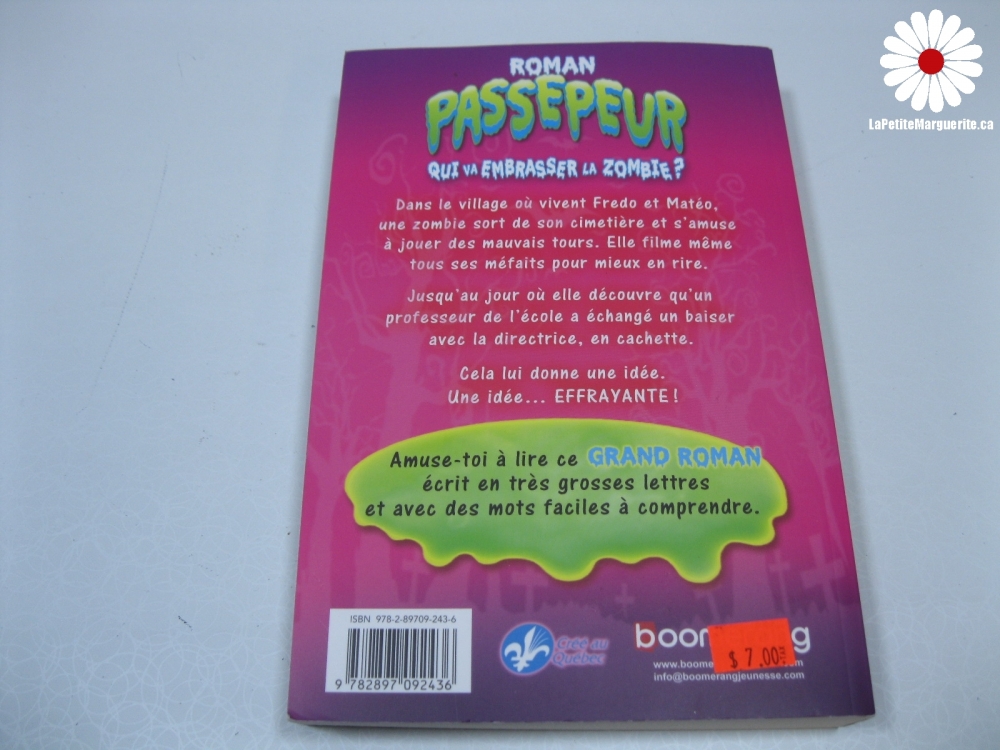 LaPetiteMarguerite.ca
ROMAN
PASSEPEUR
QUI VA EMBRASSER LA ZOMBIE?
Dans le village où vivent Fredo et Matéo,
une zombie sort de son cimetière et s'amuse
à jouer des mauvais tours. Elle filme même
tous ses méfaits pour mieux en rire.
Jusqu'au jour où elle découvre qu'un
professeur de l'école a échangé un baiser
avec la directrice, en cachette.
Cela lui donne une idée.
Une idée... EFFRAYANTE!
Amuse-toi à lire ce GRAND ROMAN
écrit en très grosses lettres
et avec des mots faciles à comprendre.
ISBN 978-2-89709-243-6
9 782897 092436
Créé au
Québec
$ 7.00
info@boomerangjeunesse.com